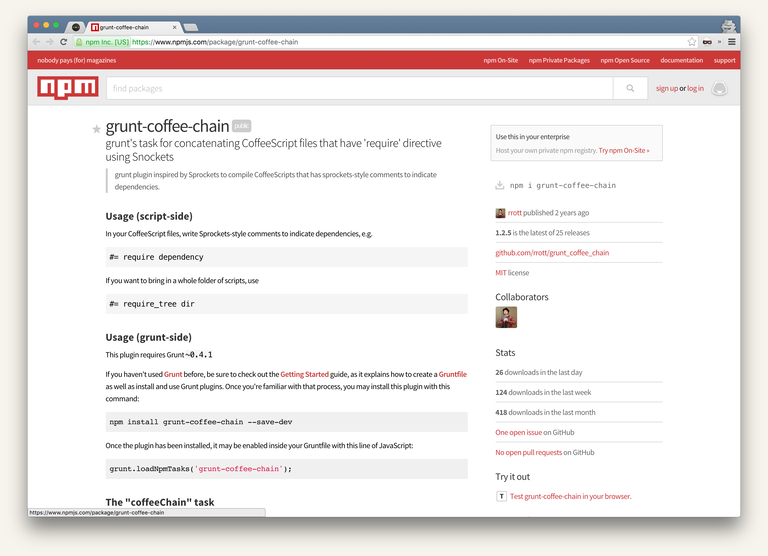 grunt-coffee-chain
npm Inc. [US] https://www.npmjs.com/package/grunt-coffee-chain
nobody pays (for) magazines
npm On-Site
npm Private Packages
npm Open Source
documentation
support
npm
find packages
sign up or log in
grunt-coffee-chain public
grunt's task for concatenating CoffeeScript files that have 'require' directive
using Snockets
grunt plugin inspired by Sprockets to compile CoffeeScripts that has sprockets-style comments to indicate
dependencies.
Usage (script-side)
In your CoffeeScript files, write Sprockets-style comments to indicate dependencies, e.g.
#= require dependency
If you want to bring in a whole folder of scripts, use
#= require_tree dir
Usage (grunt-side)
This plugin requires Grunt ~0.4.1
If you haven't used Grunt before, be sure to check out the Getting Started guide, as it explains how to create a Gruntfile
as well as install and use Grunt plugins. Once you're familiar with that process, you may install this plugin with this
command:
npm install grunt-coffee-chain --save-dev
Once the plugin has been installed, it may be enabled inside your Gruntfile with this line of JavaScript:
grunt.loadNpmTasks('grunt-coffee-chain');
The "coffeeChain" task
Use this in your enterprise
Host your own private npm registry. Try npm On-Site »
npm i grunt-coffee-chain
rrott published 2 years ago
1.2.5 is the latest of 25 releases
github.com/rrott/grunt_coffee_chain
MIT license
Collaborators
Stats
26 downloads in the last day
124 downloads in the last week
418 downloads in the last month
One open issue on GitHub
No open pull requests on GitHub
Try it out
T Test grunt-coffee-chain in your browser.
https://www.npmjs.com/package/grunt-coffee-chain